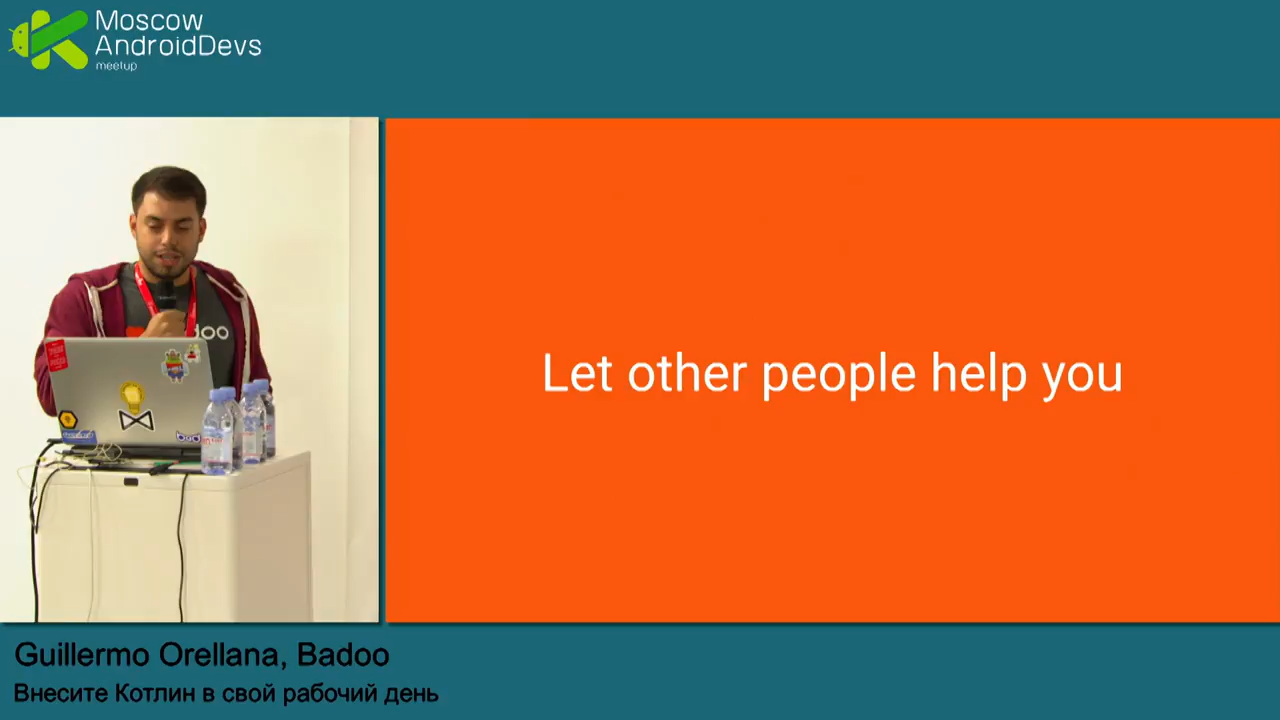 Moscow
AndroidDevs
meetup
Let other people help you
Guillermo Orellana, Badoo
Внесите Котлин в свой рабочий день